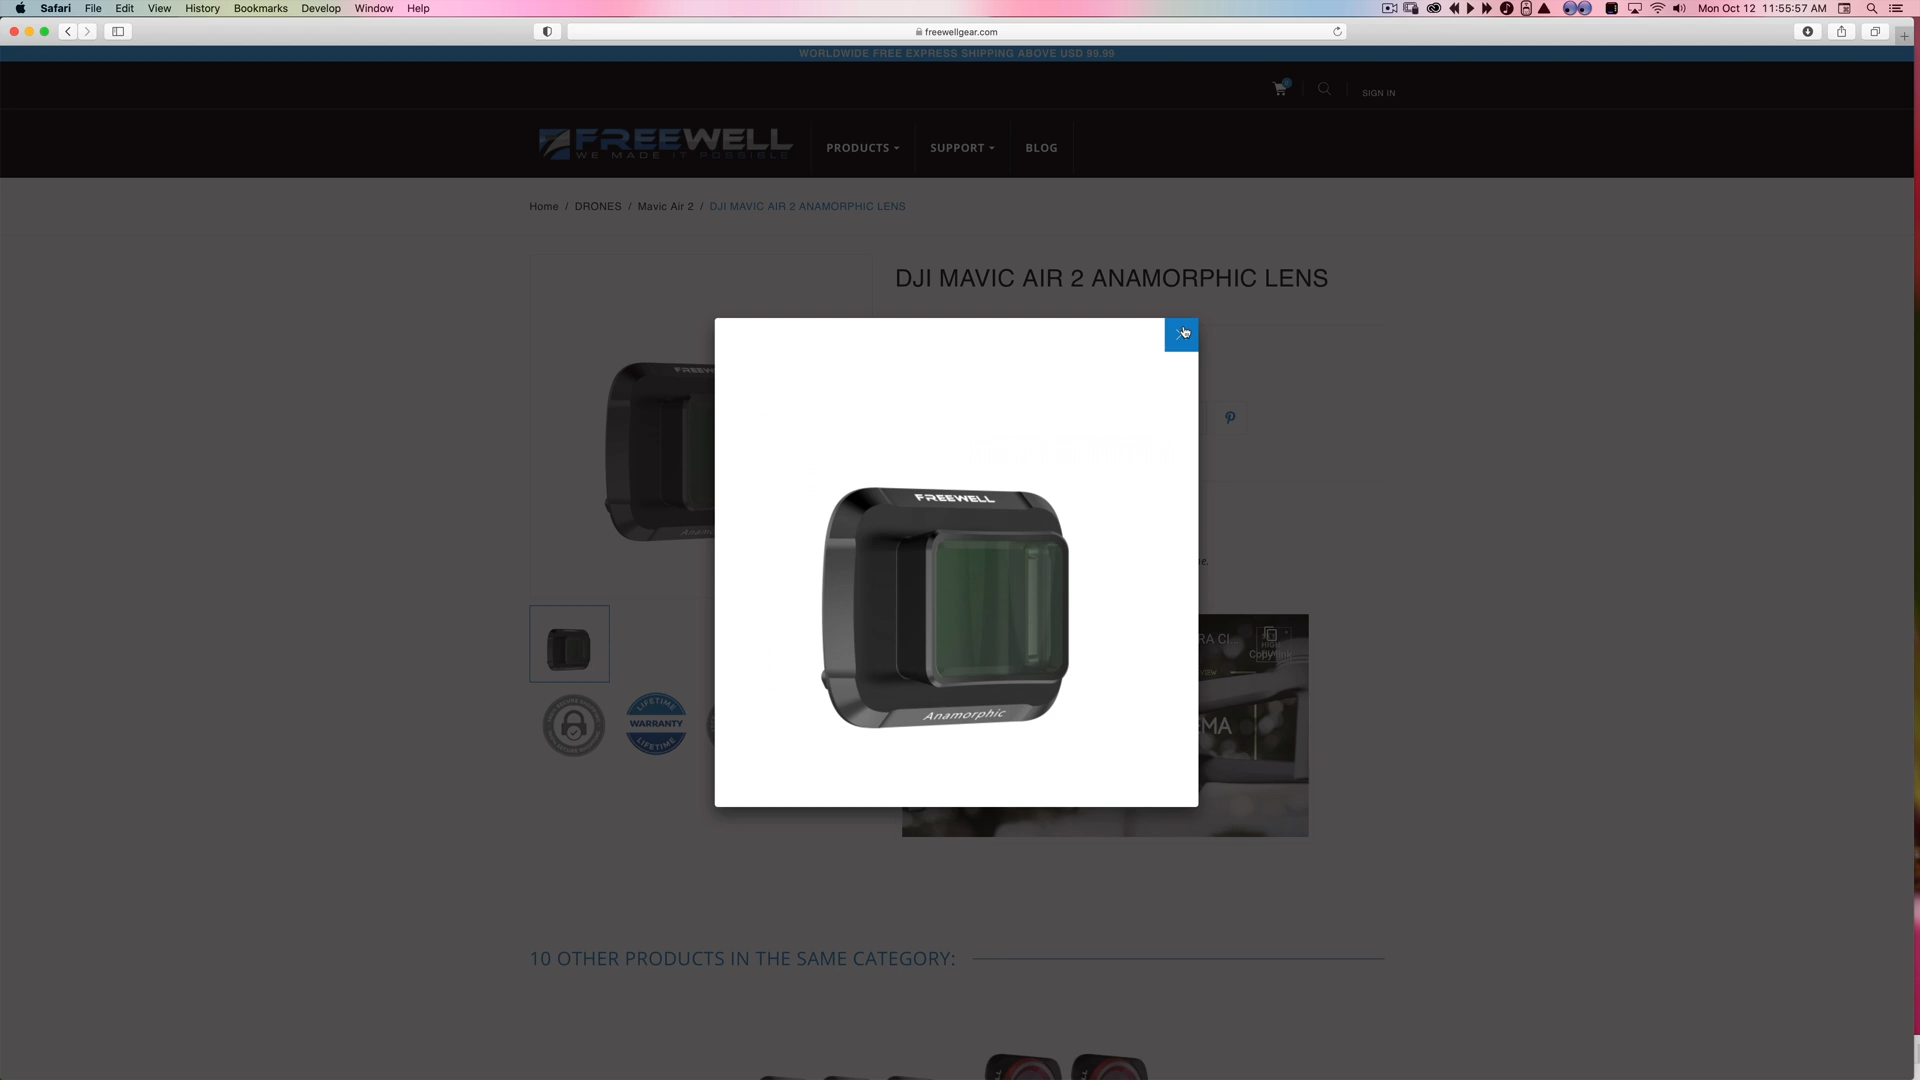 Safari File Edit View History Bookmarks Develop Window Help
Mon Oct 12 11:55:57 AM
freewellgear.com
WORLDWIDE FREE EXPRESS SHIPPING ABOVE USD 99.99
SIGN IN
FREEWELL
WE MADE IT POSSIBLE
PRODUCTS SUPPORT BLOG
Home / DRONES / Mavic Air 2 / DJI MAVIC AIR 2 ANAMORPHIC LENS
DJI MAVIC AIR 2 ANAMORPHIC LENS
FREEWELL
Anamorphic
LIFETIME
WARRANTY
LIFETIME
Copy link
10 OTHER PRODUCTS IN THE SAME CATEGORY: